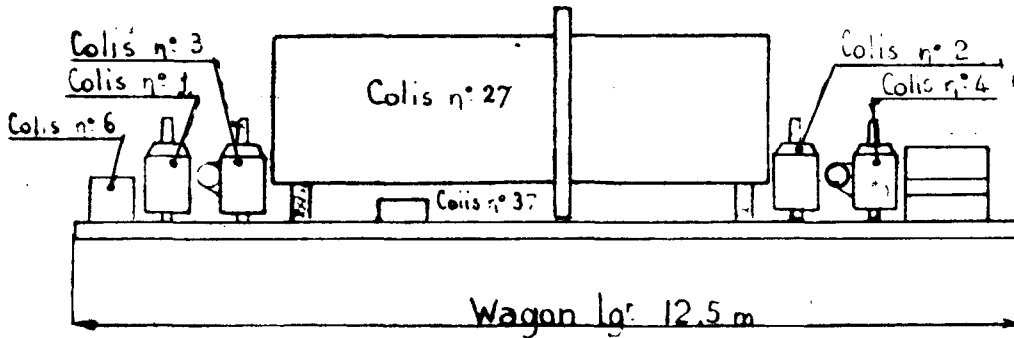 Colis n° 3
Colis n° 2
Colis n° 1
Colis n° 4
Colis n° 27
Colis n° 6
Colis n° 37
Wagon lgr 12.5 m